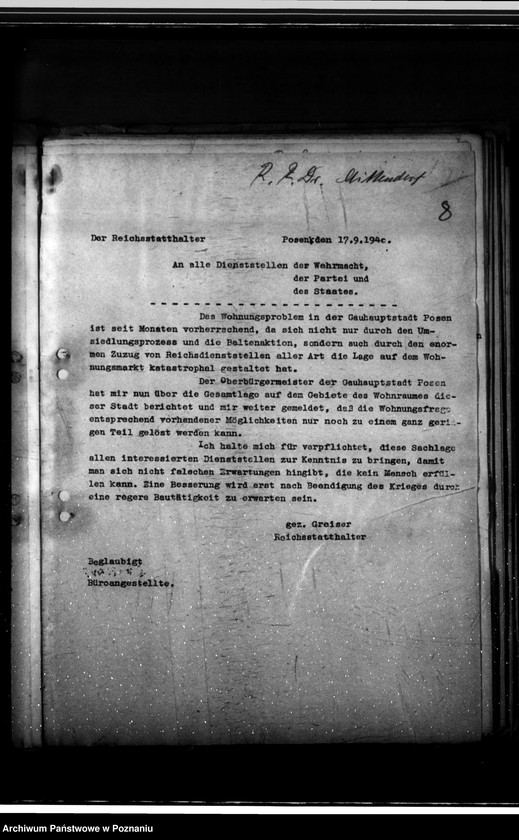 R. Z. Dr. Mittendorf
8
Der Reichsstatthalter Posen, den 17.9.194c.
An alle Dienststellen der Wehrmacht,
der Partei und
des Staates.
- - - - - - - - - - - - - - - - - - - - - - - - -
Das Wohnungsproblem in der Gauhauptstadt Posen
ist seit Monaten vorherrschend, da sich nicht nur durch den Um-
siedlungsprozess und die Baltenaktion, sondern auch durch den enor-
men Zuzug von Reichsdienststellen aller Art die Lage auf dem Woh-
nungsmarkt katastrophal gestaltet hat.
Der Oberbürgermeister der Gauhauptstadt Posen
hat mir nun über die Gesamtlage auf dem Gebiete des Wohnraumes die-
ser Stadt berichtet und mir weiter gemeldet, daß die Wohnungsfrage
entsprechend vorhandener Möglichkeiten nur noch zu einem ganz gerin-
gen Teil gelöst werden kann.
Ich halte mich für verpflichtet, diese Sachlage
allen interessierten Dienststellen zur Kenntnis zu bringen, damit
man sich nicht falschen Erwartungen hingibt, die kein Mensch erfül-
len kann. Eine Besserung wird erst nach Beendigung des Krieges durch
eine regere Bautätigkeit zu erwarten sein.
gez. Greiser
Reichsstatthalter
Beglaubigt
Büroangestellte.
Archiwum Państwowe w Poznaniu